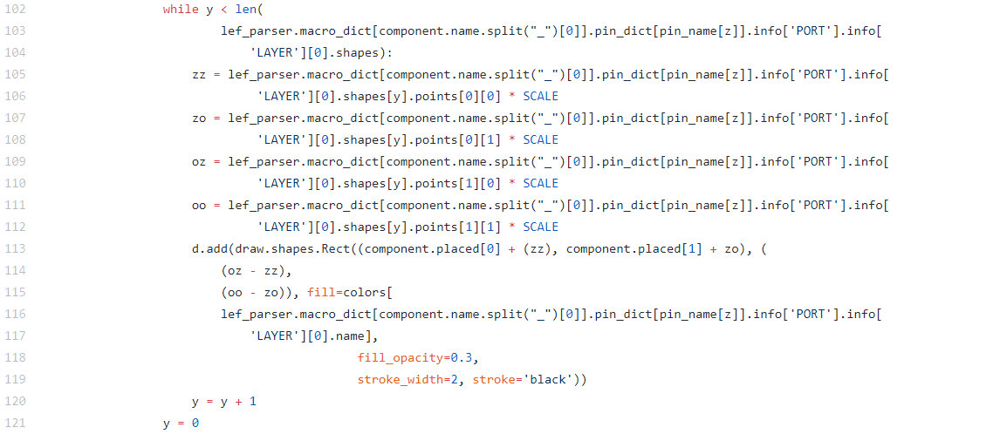 102 while y < len(
103 lef_parser.macro_dict[component.name.split("_")[0]].pin_dict[pin_name[z]].info['PORT'].info[
104 'LAYER'][0].shapes):
105 zz = lef_parser.macro_dict[component.name.split("_")[0]].pin_dict[pin_name[z]].info['PORT'].info[
106 'LAYER'][0].shapes[y].points[0][0] * SCALE
107 zo = lef_parser.macro_dict[component.name.split("_")[0]].pin_dict[pin_name[z]].info['PORT'].info[
108 'LAYER'][0].shapes[y].points[0][1] * SCALE
109 oz = lef_parser.macro_dict[component.name.split("_")[0]].pin_dict[pin_name[z]].info['PORT'].info[
110 'LAYER'][0].shapes[y].points[1][0] * SCALE
111 oo = lef_parser.macro_dict[component.name.split("_")[0]].pin_dict[pin_name[z]].info['PORT'].info[
112 'LAYER'][0].shapes[y].points[1][1] * SCALE
113 d.add(draw.shapes.Rect((component.placed[0] + (zz), component.placed[1] + zo), (
114 (oz - zz),
115 (oo - zo)), fill=colors[
116 lef_parser.macro_dict[component.name.split("_")[0]].pin_dict[pin_name[z]].info['PORT'].info[
117 'LAYER'][0].name],
118 fill_opacity=0.3,
119 stroke_width=2, stroke='black'))
120 y = y + 1
121 y = 0